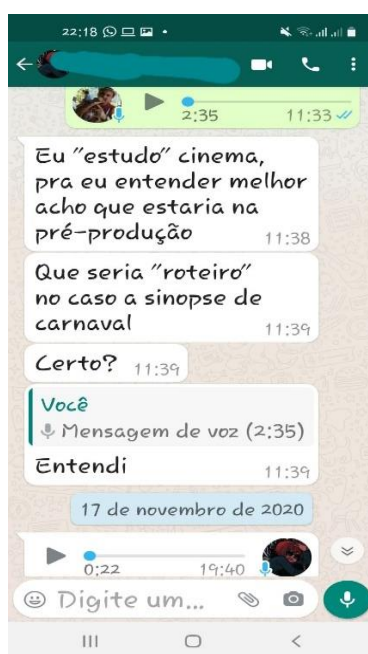 22:18
2:35 11:33
Eu "estudo" cinema,
pra eu entender melhor
acho que estaria na
pré-produção 11:38
Que seria "roteiro"
no caso a sinopse de
carnaval 11:39
Certo? 11:39
Você
Mensagem de voz (2:35)
Entendi 11:39
17 de novembro de 2020
0:22 19:40
Digite um...